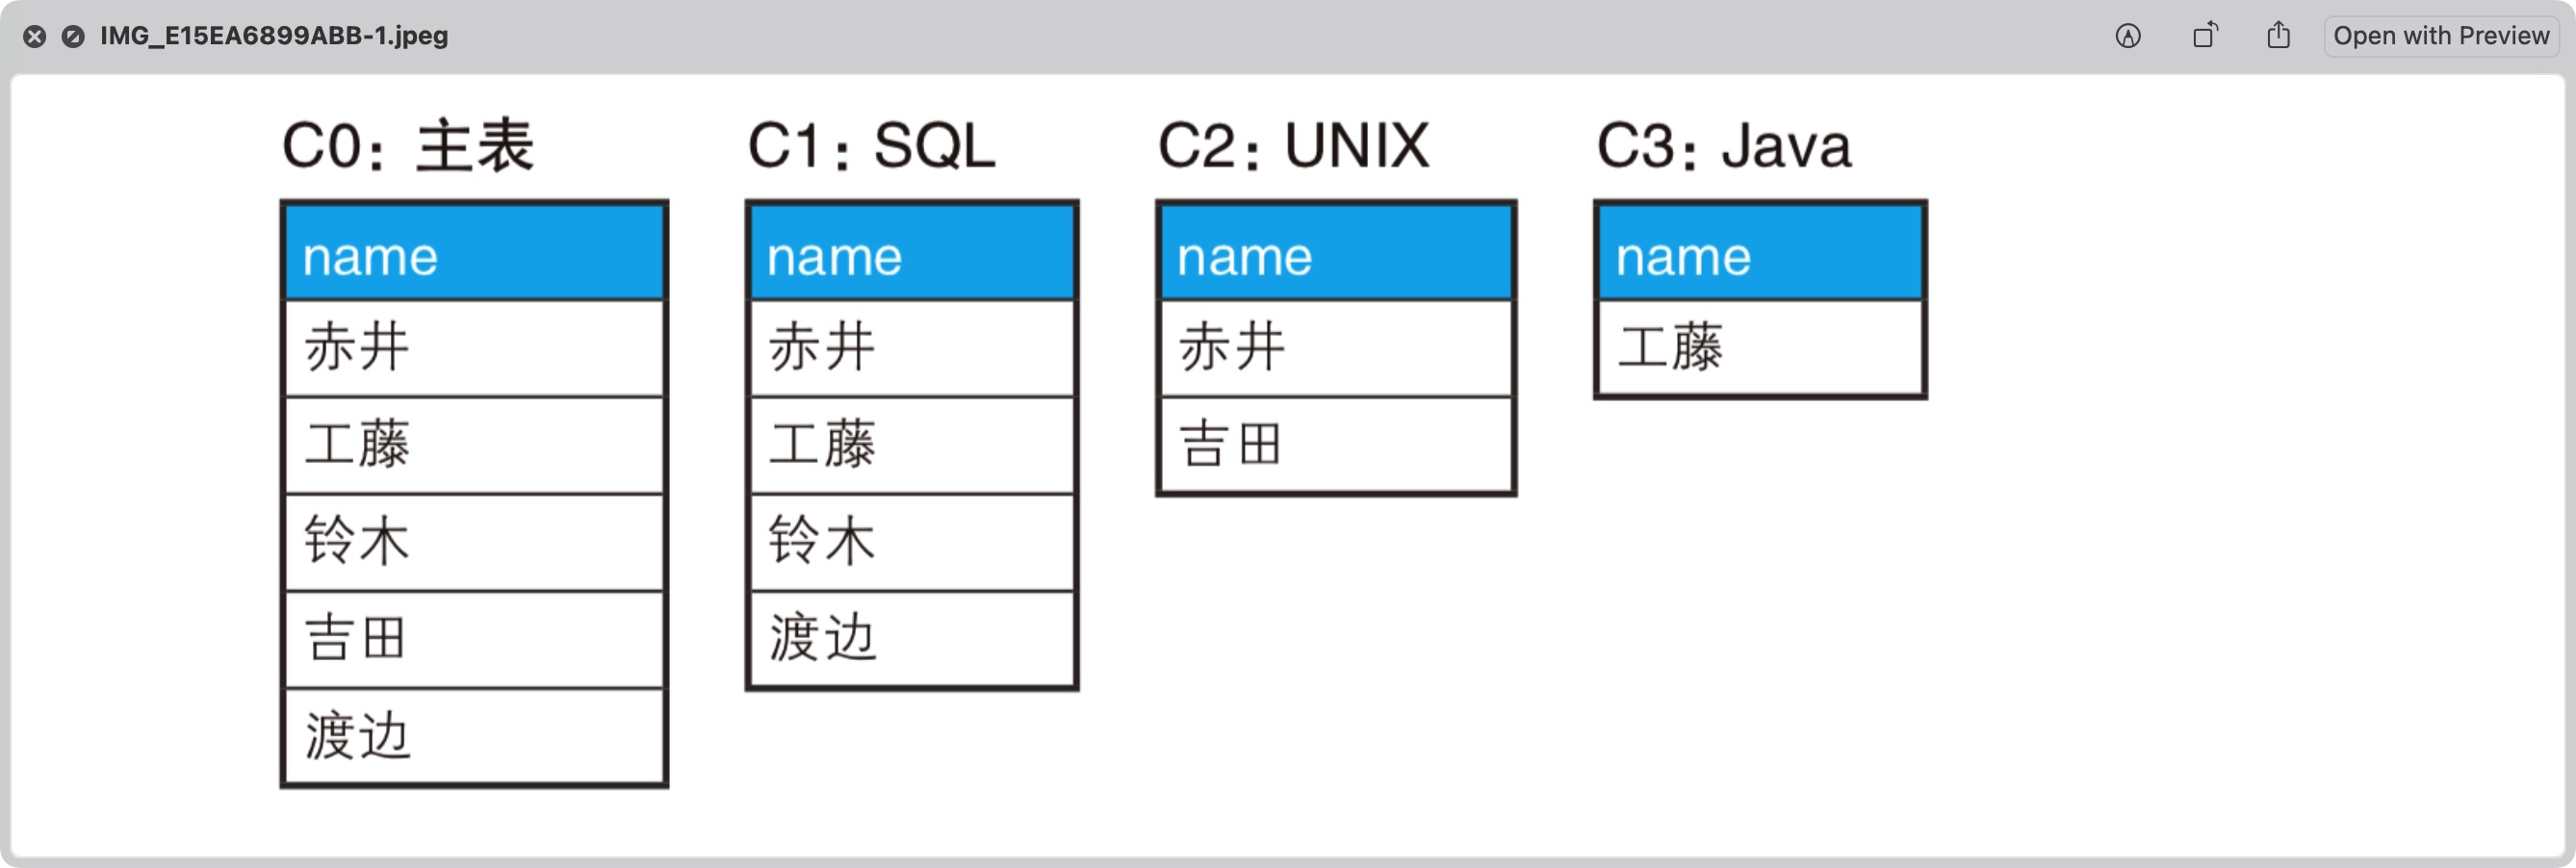 IMG_E15EA6899ABB-1.jpeg
Open with Preview
C0：主表
name
赤井
工藤
铃木
吉田
渡边
C1：SQL
name
赤井
工藤
铃木
渡边
C2：UNIX
name
赤井
吉田
C3：Java
name
工藤